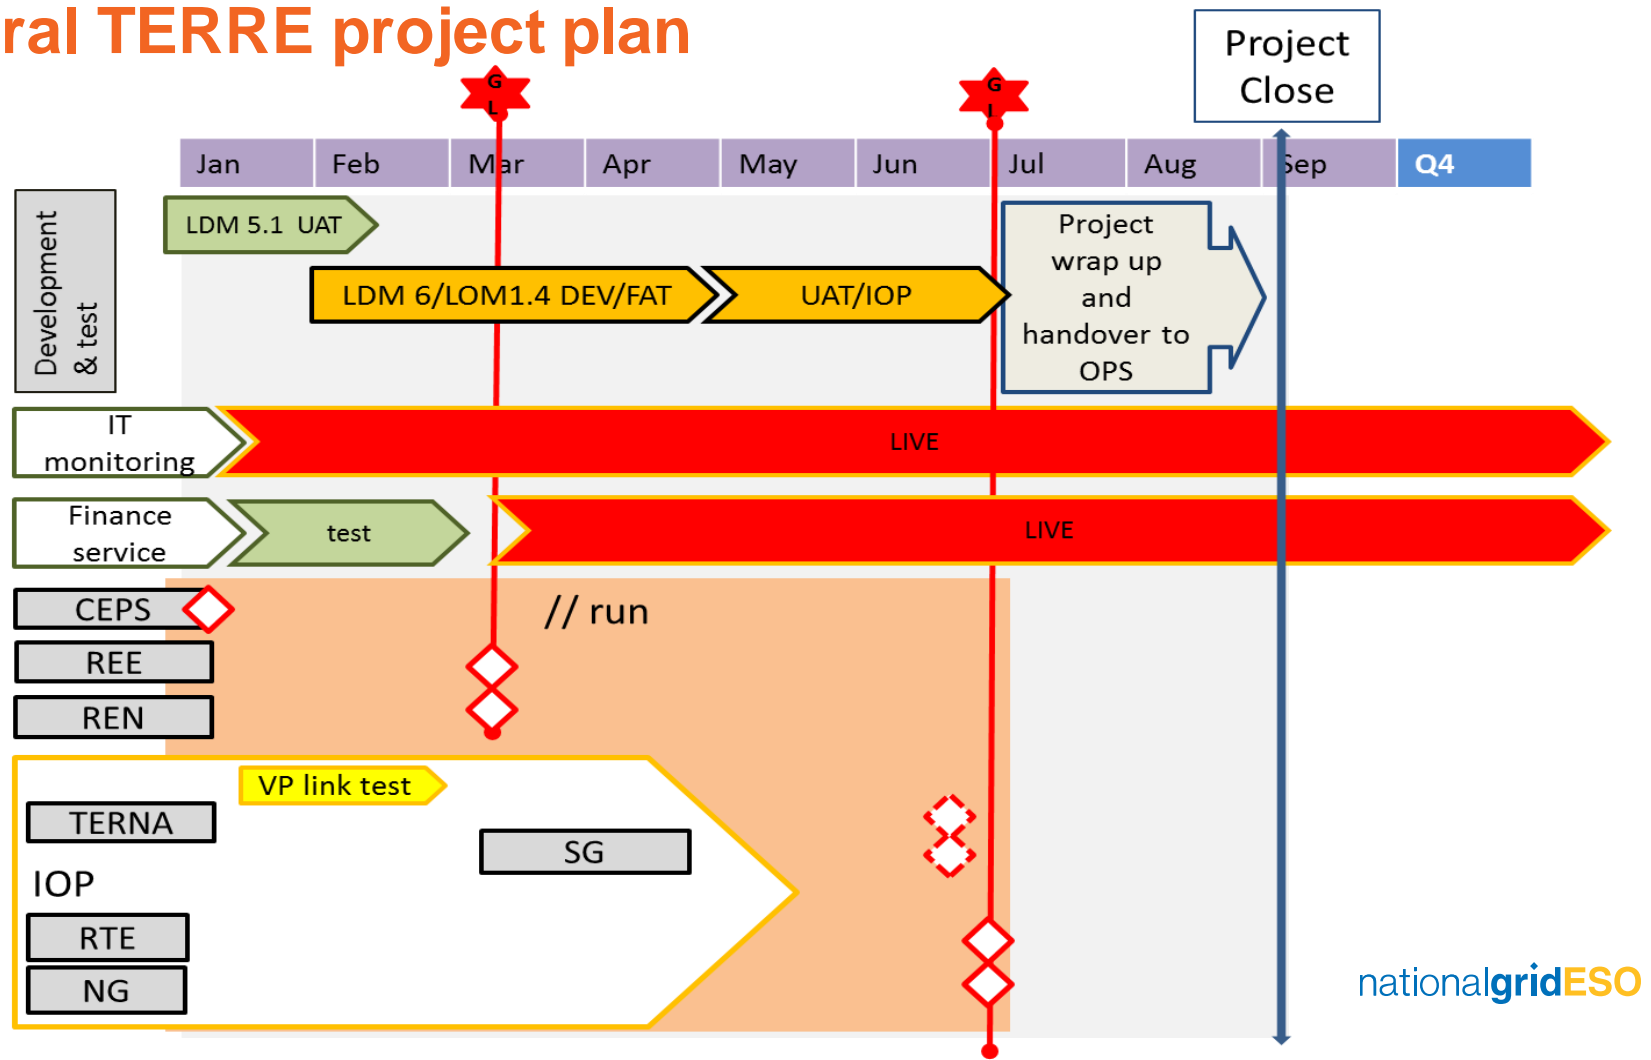 ral TERRE project plan
Project
Close
G
L
G
L
Jan Feb Mar Apr May Jun Jul Aug Sep Q4
Development
& test
LDM 5.1 UAT
LDM 6/LOM1.4 DEV/FAT
UAT/IOP
Project
wrap up
and
handover to
OPS
IT
monitoring
LIVE
Finance
service
test
LIVE
CEPS
// run
REE
REN
VP link test
TERNA
SG
IOP
RTE
NG
nationalgridESO